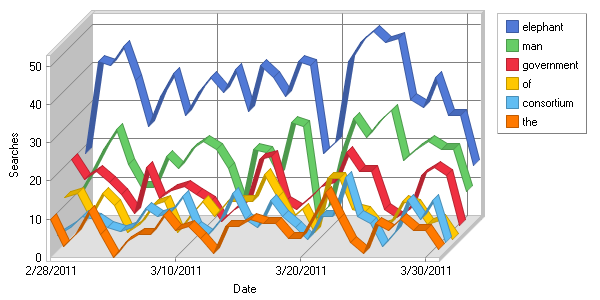 50
40
30
20
10
0
Searches
2/28/2011
3/10/2011
3/20/2011
3/30/2011
Date
elephant
man
government
of
consortium
the